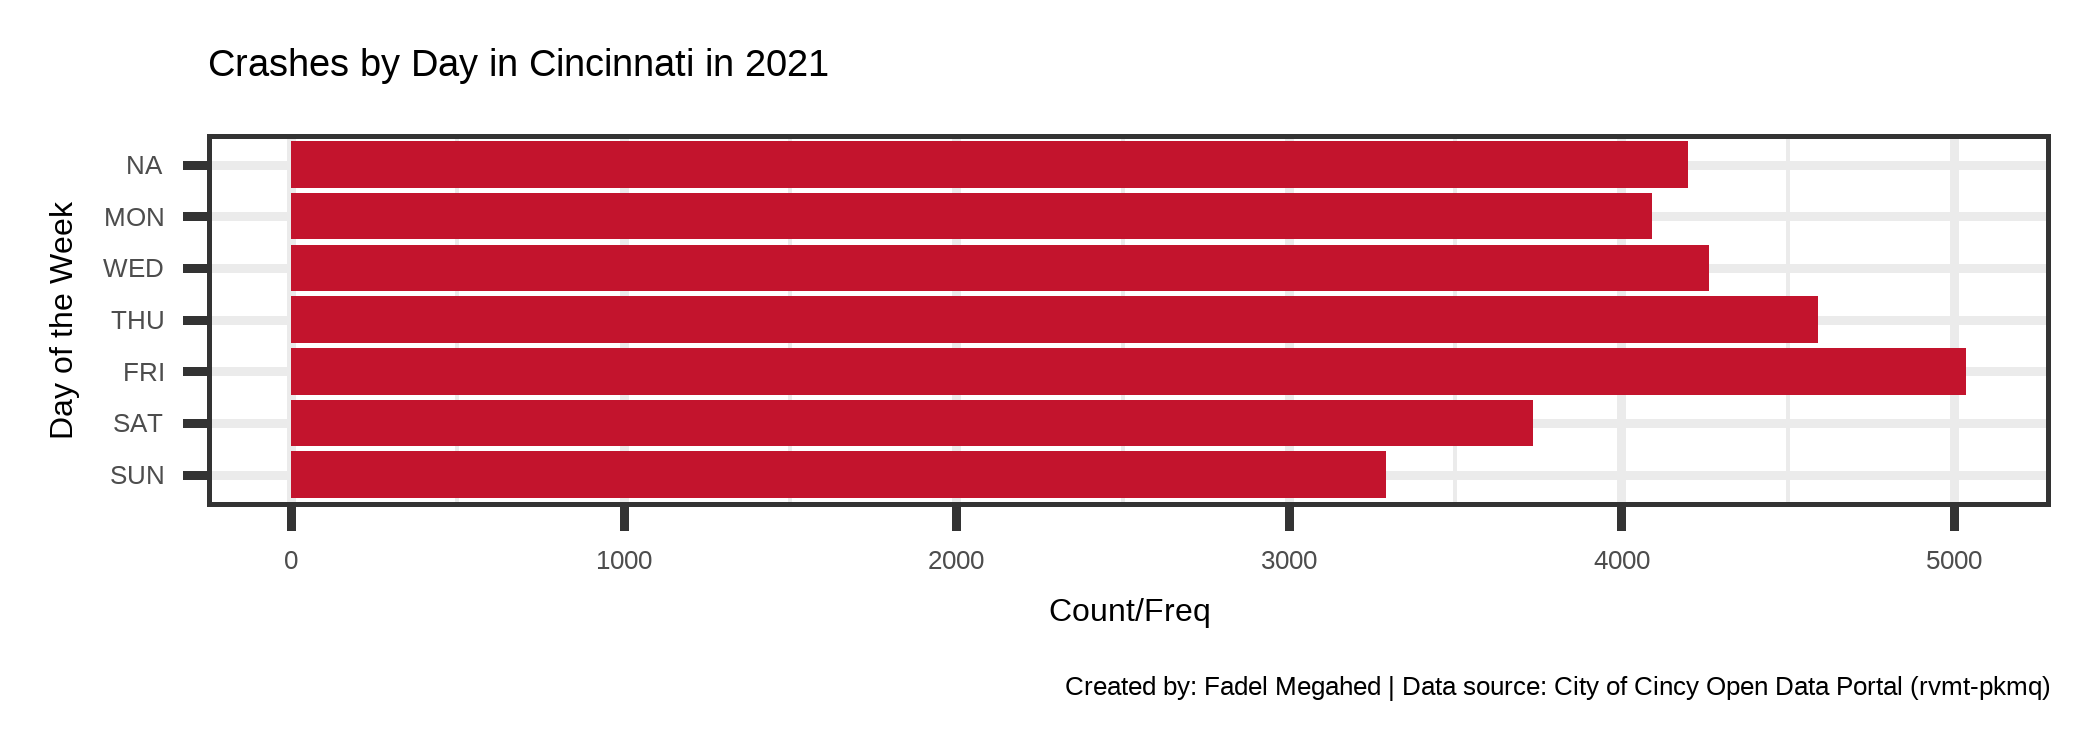 Crashes by Day in Cincinnati in 2021
Day of the Week
NA
MON
WED
THU
FRI
SAT
SUN
0 1000 2000 3000 4000 5000
Count/Freq
Created by: Fadel Megahed | Data source: City of Cincy Open Data Portal (rvmt-pkmq)